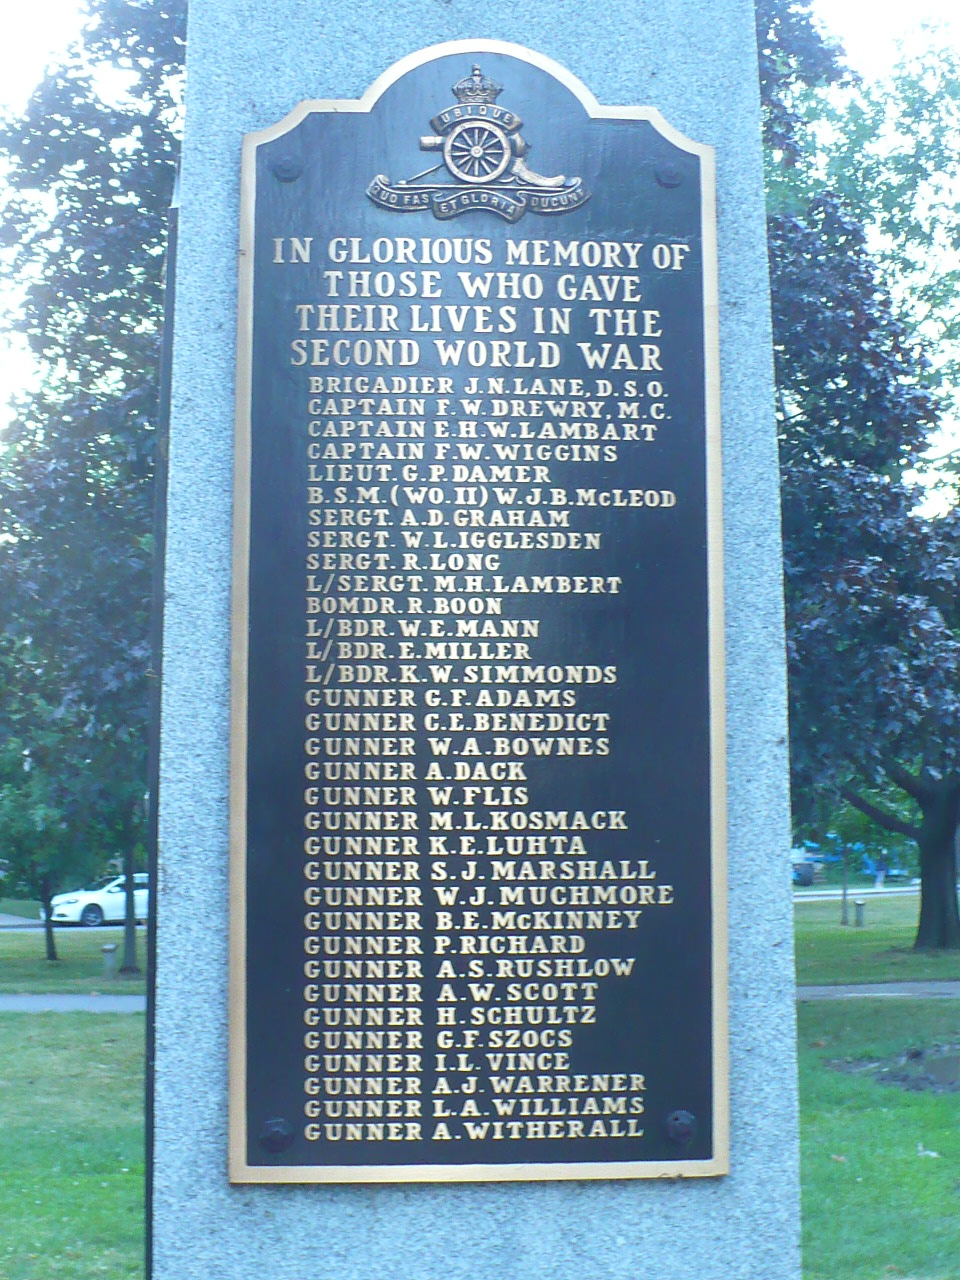 UBIQUE
QUO FAS ET GLORIA DUCUNT
IN GLORIOUS MEMORY OF
THOSE WHO GAVE
THEIR LIVES IN THE
SECOND WORLD WAR
BRIGADIER J.N. LANE, D.S.O.
CAPTAIN F.W. DREWRY, M.C.
CAPTAIN E.H.W. LAMBART
CAPTAIN F.W. WIGGINS
LIEUT. G.P. DAMER
B.S.M. (WO. II) W.J.B. McLEOD
SERGT. A.D. GRAHAM
SERGT. W.L. IGGLESDEN
SERGT. R. LONG
L/SERGT. M.H. LAMBERT
BOMDR. R. BOON
L/BDR. W.E. MANN
L/BDR. E. MILLER
L/BDR. K.W. SIMMONDS
GUNNER G.F. ADAMS
GUNNER C.E. BENEDICT
GUNNER W.A. BOWNES
GUNNER A. DACK
GUNNER W. FLIS
GUNNER M.L. KOSMACK
GUNNER K.E. LUHTA
GUNNER S.J. MARSHALL
GUNNER W.J. MUCHMORE
GUNNER B.E. McKINNEY
GUNNER P. RICHARD
GUNNER A.S. RUSHLOW
GUNNER A.W. SCOTT
GUNNER H. SCHULTZ
GUNNER G.F. SZOCS
GUNNER I.L. VINCE
GUNNER A.J. WARRENER
GUNNER L.A. WILLIAMS
GUNNER A. WITHERALL